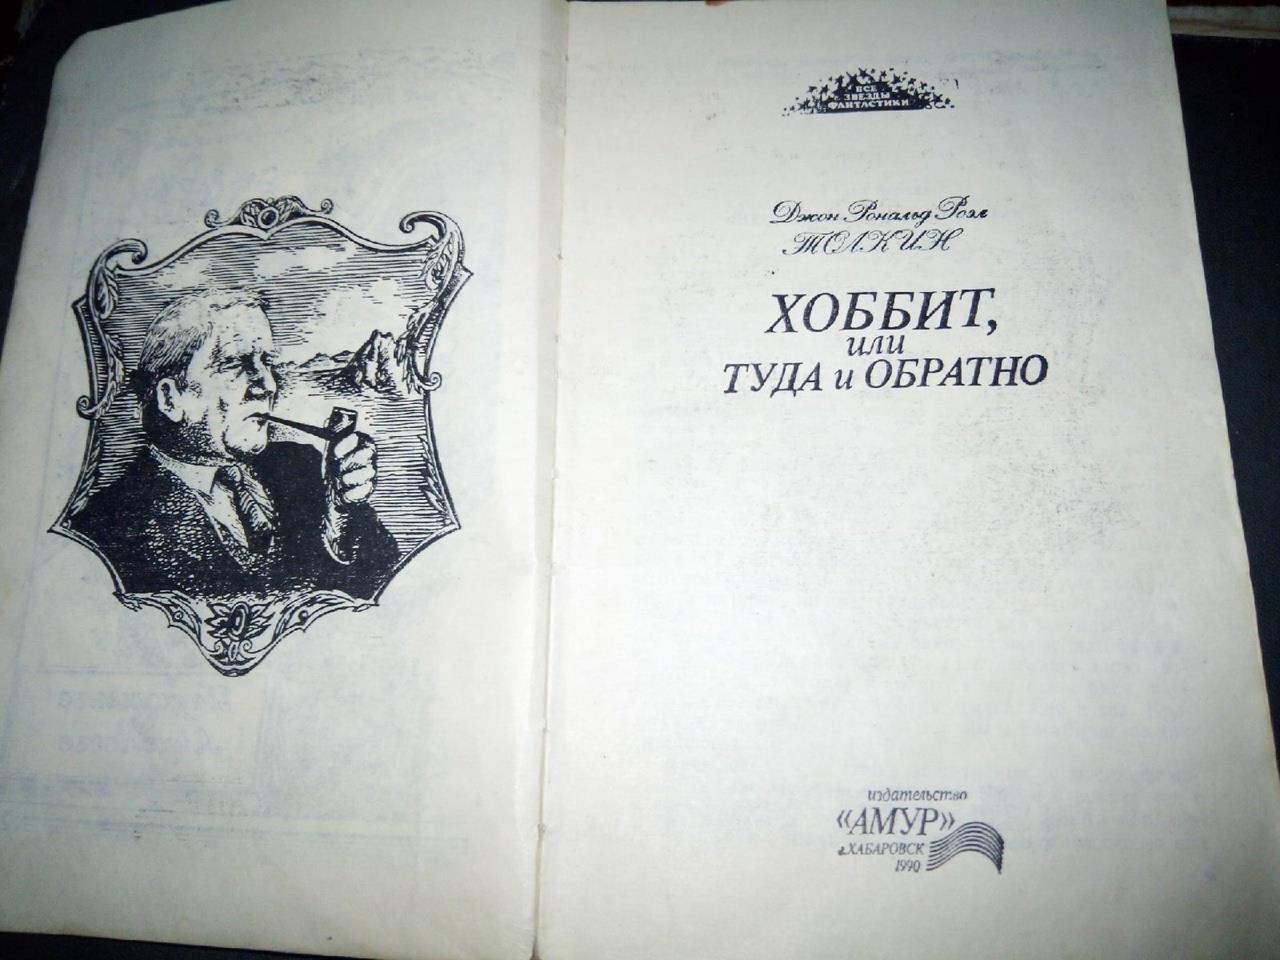 ВСЕ
ЗВЕЗДЫ
ФАНТАСТИКИ
Джон Рональд Роэл
ТОЛКИН
ХОББИТ,
или
ТУДА и ОБРАТНО
издательство
«АМУР»
г.ХАБАРОВСК
1990